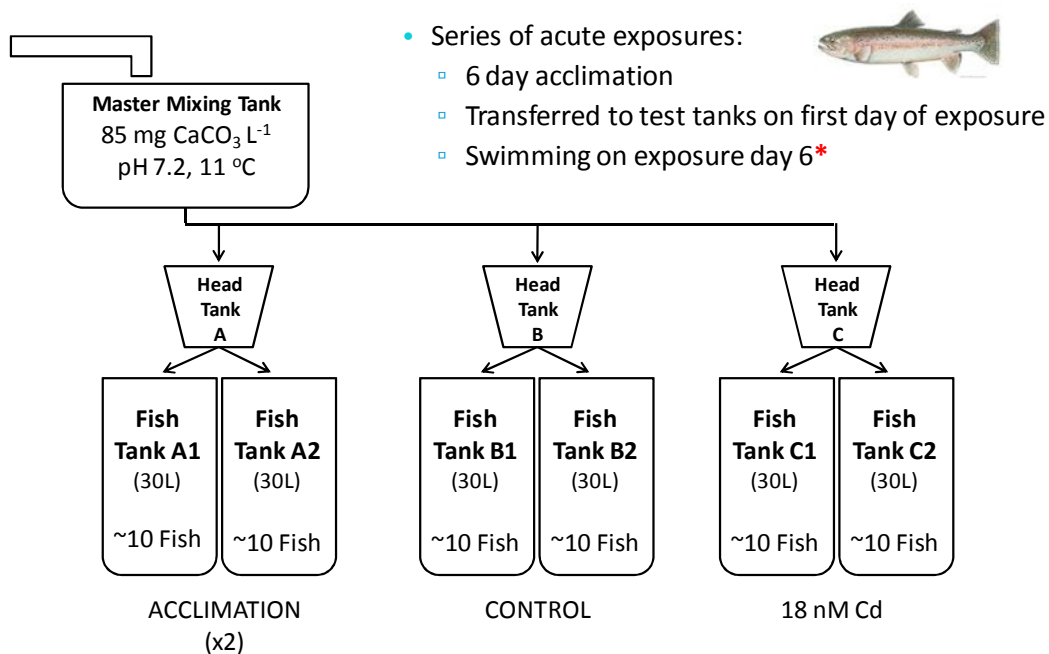 • Series of acute exposures:
▫ 6 day acclimation
▫ Transferred to test tanks on first day of exposure
▫ Swimming on exposure day 6*
Master Mixing Tank
85 mg CaCO₃ L⁻¹
pH 7.2, 11 °C
Head
Tank
A
Head
Tank
B
Head
Tank
C
Fish
Tank A1
(30L)
~10 Fish
Fish
Tank A2
(30L)
~10 Fish
Fish
Tank B1
(30L)
~10 Fish
Fish
Tank B2
(30L)
~10 Fish
Fish
Tank C1
(30L)
~10 Fish
Fish
Tank C2
(30L)
~10 Fish
ACCLIMATION
(x2)
CONTROL
18 nM Cd